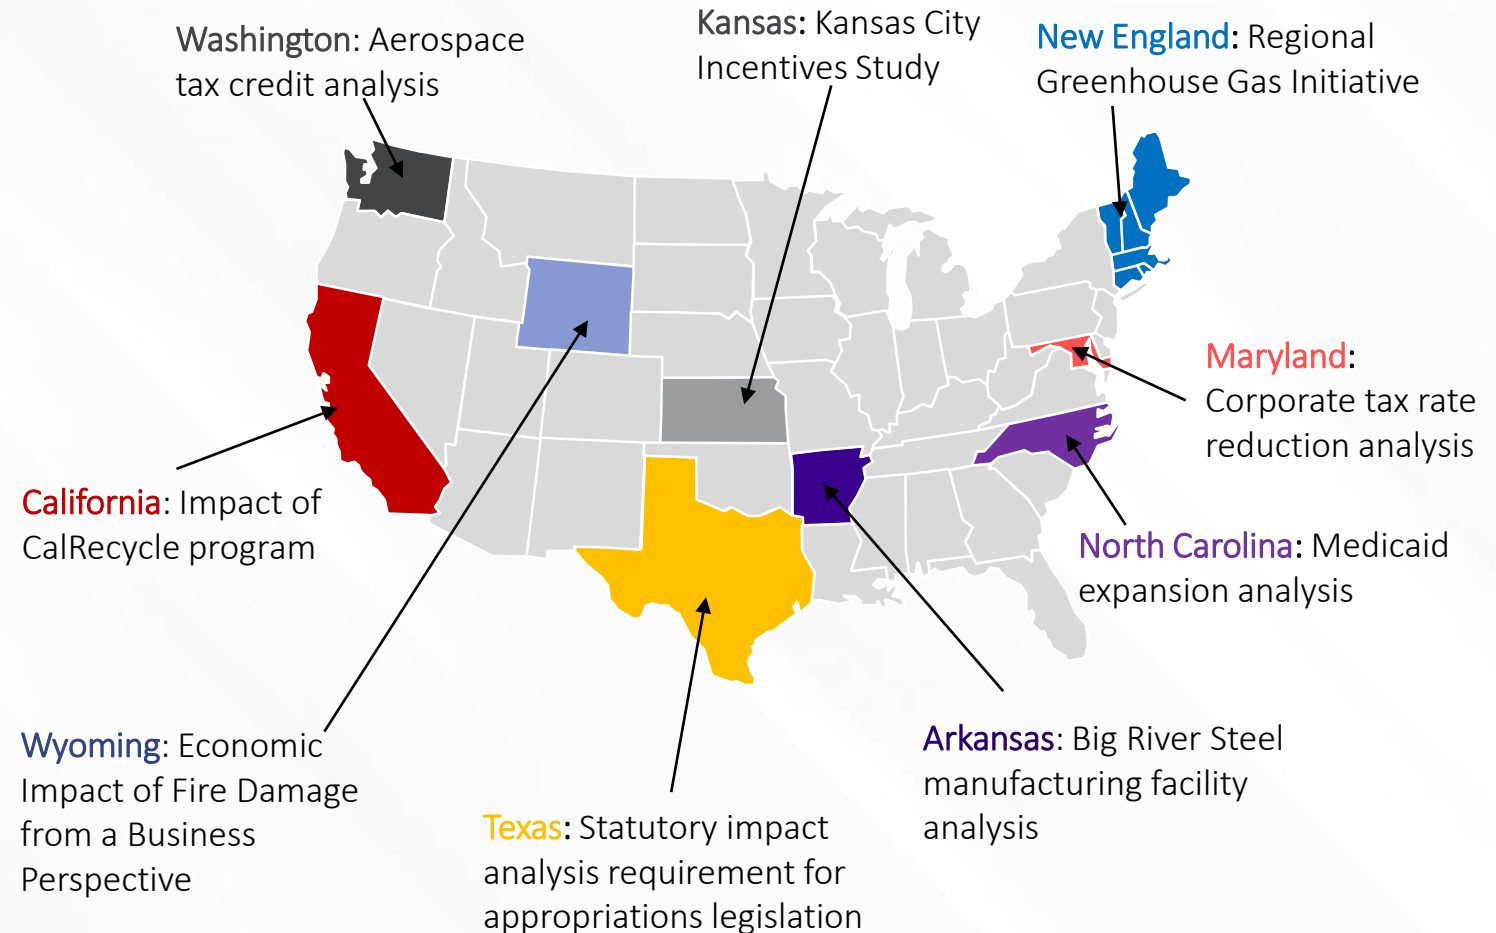 Washington: Aerospace
tax credit analysis
Kansas: Kansas City
Incentives Study
New England: Regional
Greenhouse Gas Initiative
Maryland:
Corporate tax rate
reduction analysis
California: Impact of
CalRecycle program
North Carolina: Medicaid
expansion analysis
Wyoming: Economic
Impact of Fire Damage
from a Business
Perspective
Texas: Statutory impact
analysis requirement for
appropriations legislation
Arkansas: Big River Steel
manufacturing facility
analysis